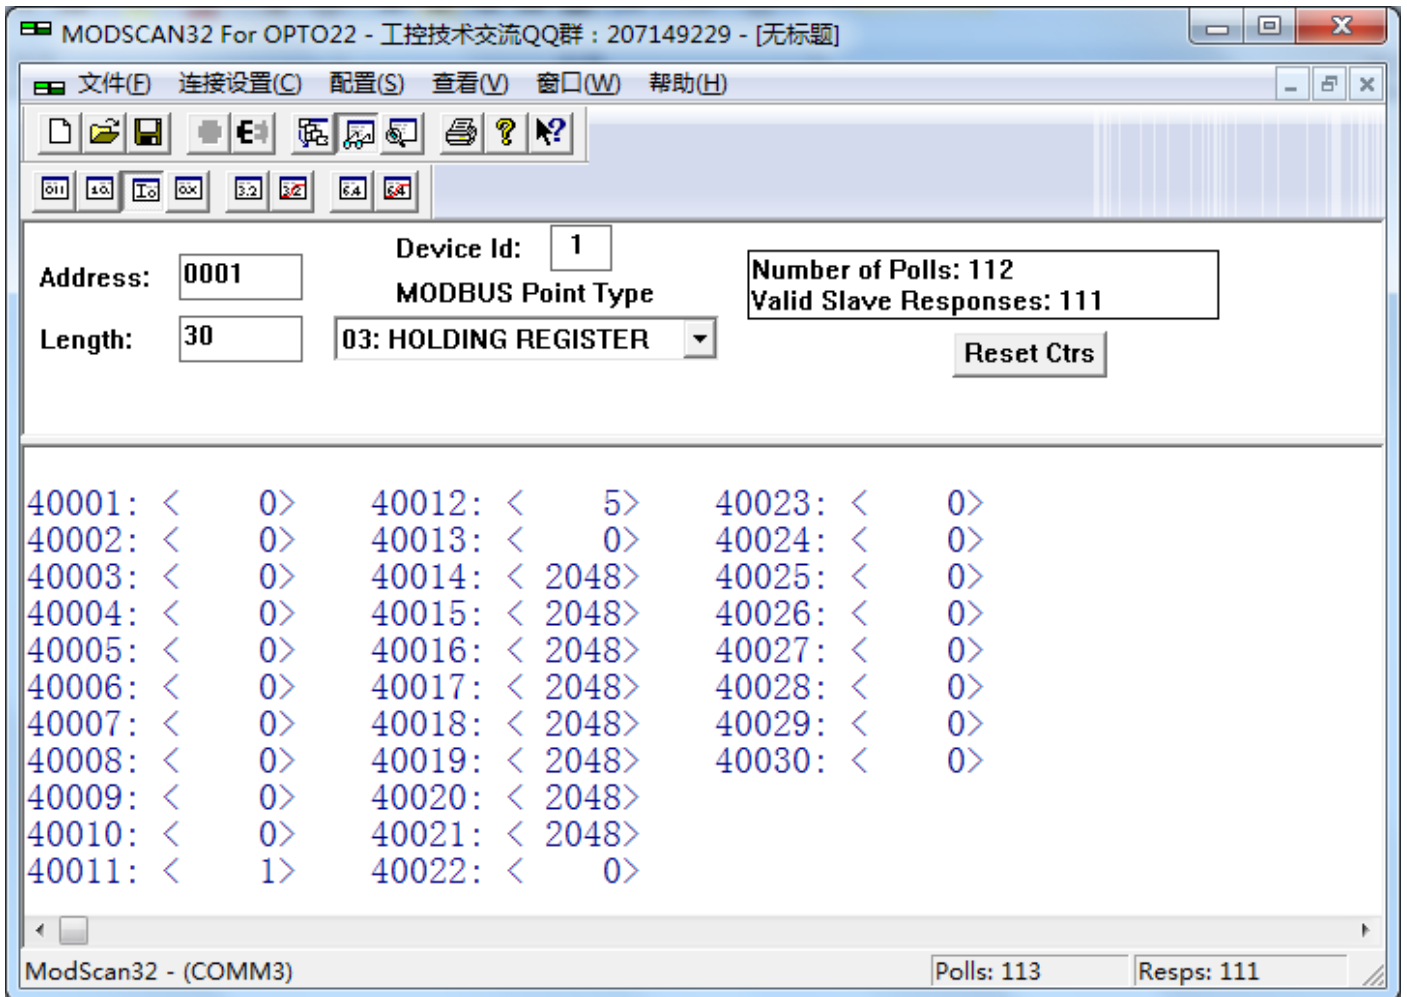 MODSCAN32 For OPTO22 - 工控技术交流QQ群：207149229 - [无标题]
文件(F) 连接设置(C) 配置(S) 查看(V) 窗口(W) 帮助(H)
Address: 0001
Device Id: 1
MODBUS Point Type
Length: 30
03: HOLDING REGISTER
Number of Polls: 112
Valid Slave Responses: 111
Reset Ctrs
40001: < 0> 40012: < 5> 40023: < 0>
40002: < 0> 40013: < 0> 40024: < 0>
40003: < 0> 40014: < 2048> 40025: < 0>
40004: < 0> 40015: < 2048> 40026: < 0>
40005: < 0> 40016: < 2048> 40027: < 0>
40006: < 0> 40017: < 2048> 40028: < 0>
40007: < 0> 40018: < 2048> 40029: < 0>
40008: < 0> 40019: < 2048> 40030: < 0>
40009: < 0> 40020: < 2048>
40010: < 0> 40021: < 2048>
40011: < 1> 40022: < 0>
ModScan32 - (COMM3) Polls: 113 Resps: 111